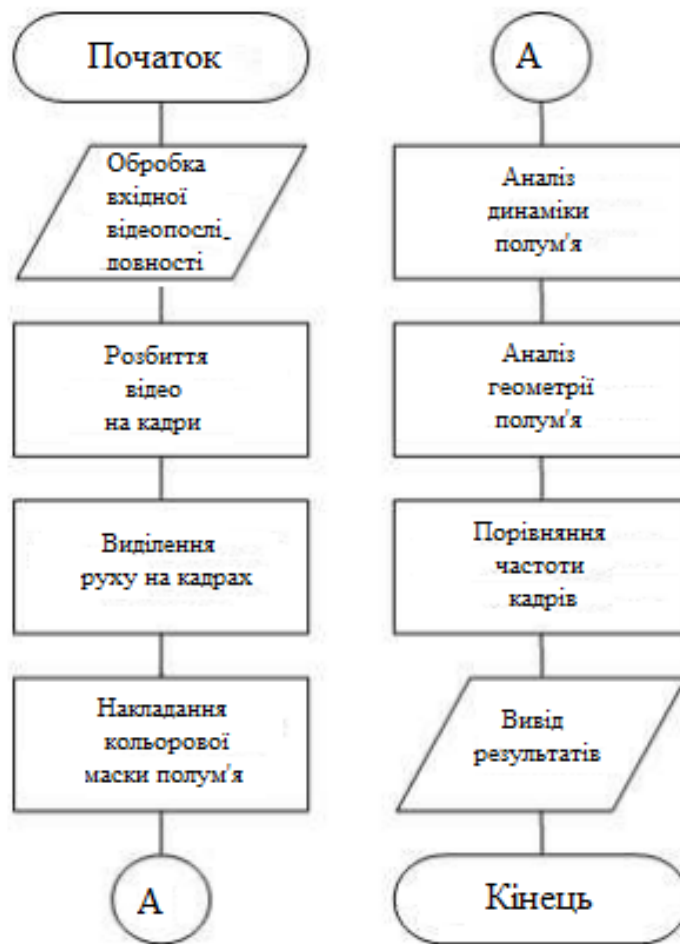 Початок
Обробка
вхідної
відеопослі_
довності
Розбиття
відео
на кадри
Виділення
руху на кадрах
Накладання
кольорової
маски полум'я
А
А
Аналіз
динаміки
полум'я
Аналіз
геометрії
полум'я
Порівняння
частоти
кадрів
Вивід
результатів
Кінець